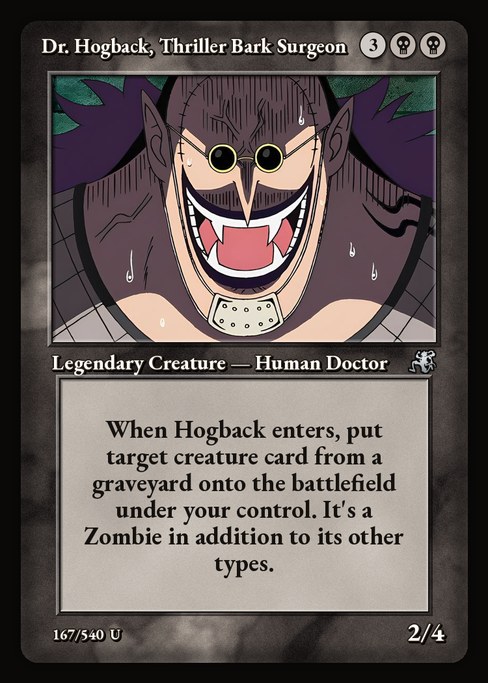 Dr. Hogback, Thriller Bark Surgeon 3
Legendary Creature — Human Doctor
When Hogback enters, put
target creature card from a
graveyard onto the battlefield
under your control. It's a
Zombie in addition to its other
types.
167/540 U 2/4